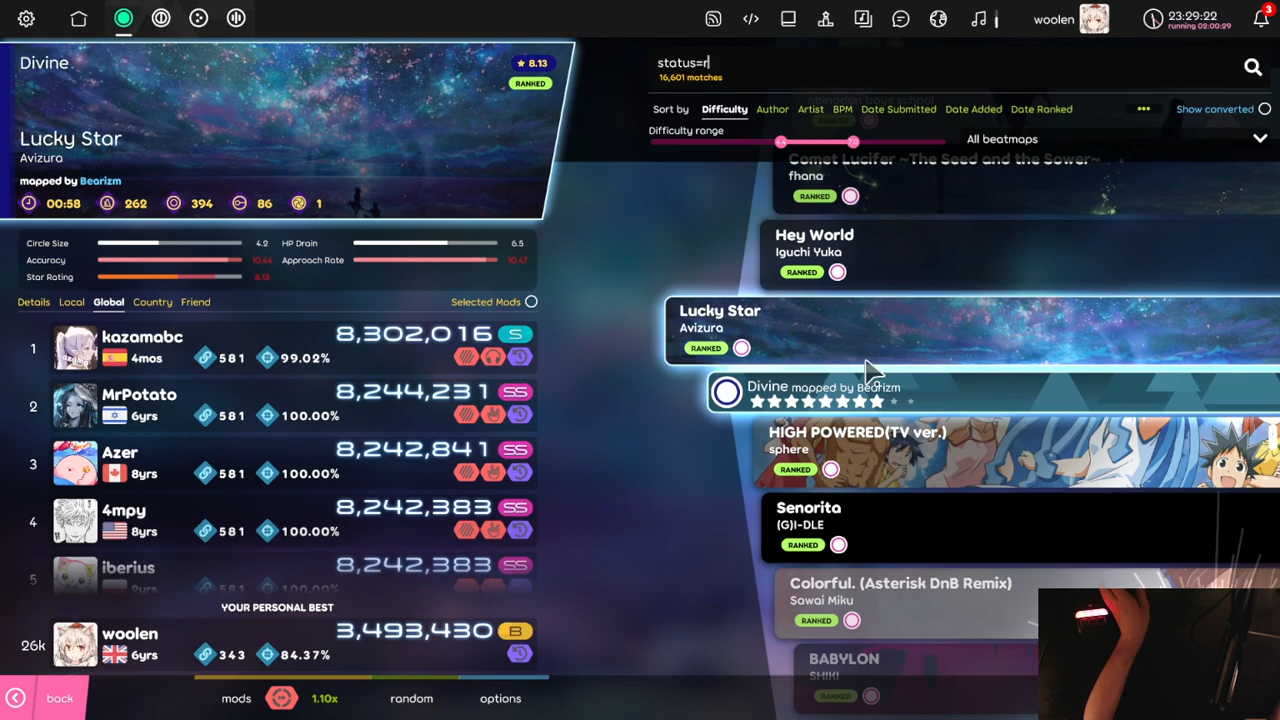 woolen
23:29:22
running 02:00:29
3
Divine
8.13
RANKED
Lucky Star
Avizura
mapped by Bearizm
00:58
262
394
86
1
Circle Size 4.2 HP Drain 6.5
Accuracy 10.44 Approach Rate 10.47
Star Rating 8.13
Details Local Global Country Friend Selected Mods
1 kazamabc 8,302,016 S
4mos 581 99.02%
2 MrPotato 8,244,231 SS
6yrs 581 100.00%
3 Azer 8,242,841 SS
8yrs 581 100.00%
4 4mpy 8,242,383 SS
8yrs 581 100.00%
5 iberius 8,242,383 SS
581 100.00%
YOUR PERSONAL BEST
26k woolen 3,493,430 B
6yrs 343 84.37%
back mods 1.10x random options
status=r
16,601 matches
Sort by Difficulty Author Artist BPM Date Submitted Date Added Date Ranked ••• Show converted
Difficulty range
7.0
All beatmaps
Comet Lucifer ~The Seed and the Sower~
fhana
RANKED
Hey World
Iguchi Yuka
RANKED
Lucky Star
Avizura
RANKED
Divine mapped by Bearizm
HIGH POWERED(TV ver.)
sphere
RANKED
Senorita
(G)I-DLE
RANKED
Colorful. (Asterisk DnB Remix)
Sawai Miku
RANKED
BABYLON
SHIKI
RANKED